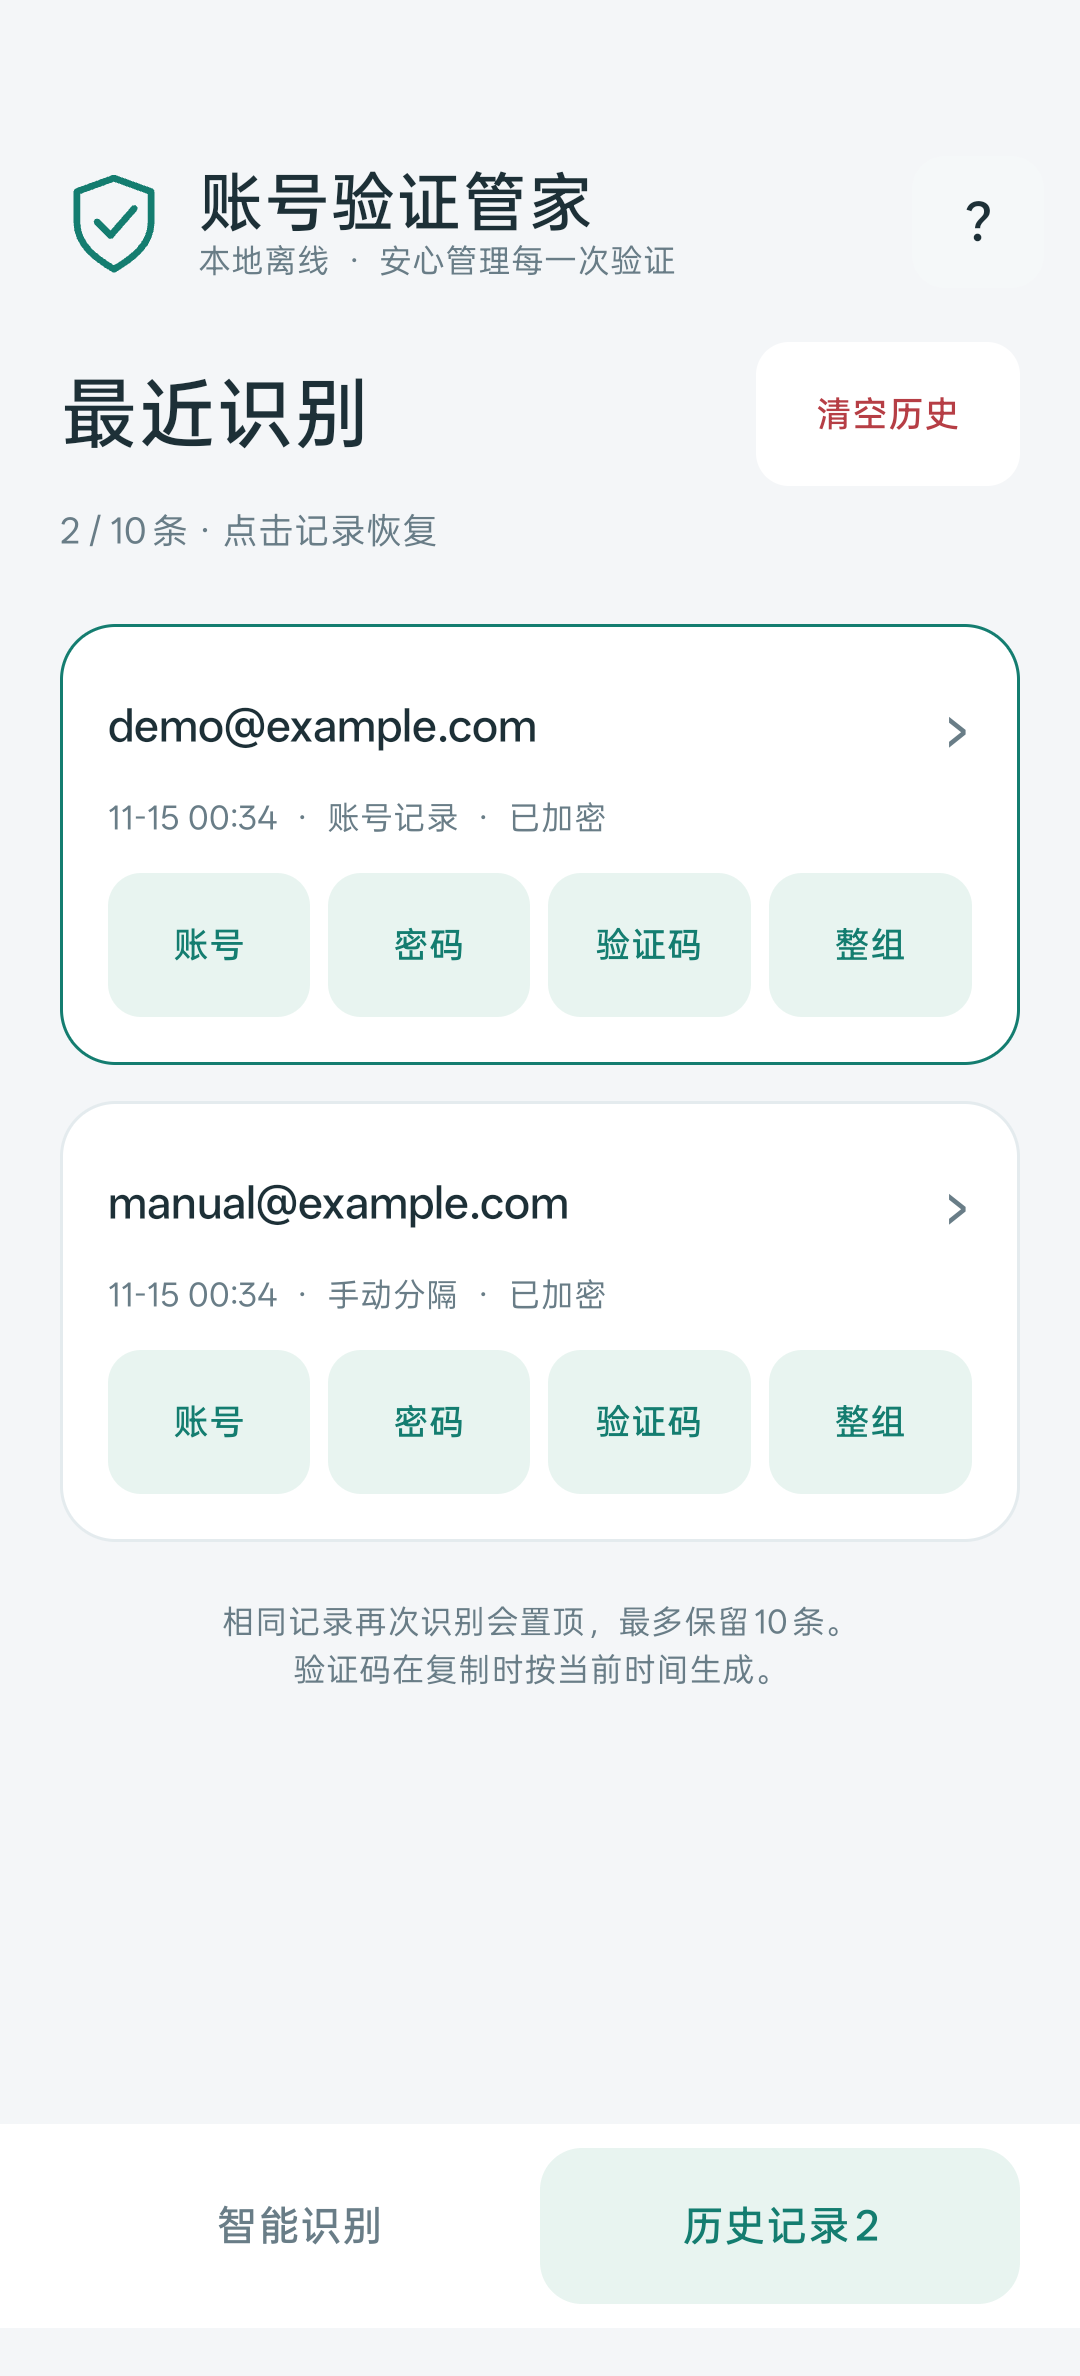 账号验证管家
本地离线 · 安心管理每一次验证
?
最近识别
清空历史
2 / 10 条 · 点击记录恢复
demo@example.com
11-15 00:34 · 账号记录 · 已加密
账号 密码 验证码 整组
manual@example.com
11-15 00:34 · 手动分隔 · 已加密
账号 密码 验证码 整组
相同记录再次识别会置顶，最多保留 10 条。
验证码在复制时按当前时间生成。
智能识别 历史记录 2